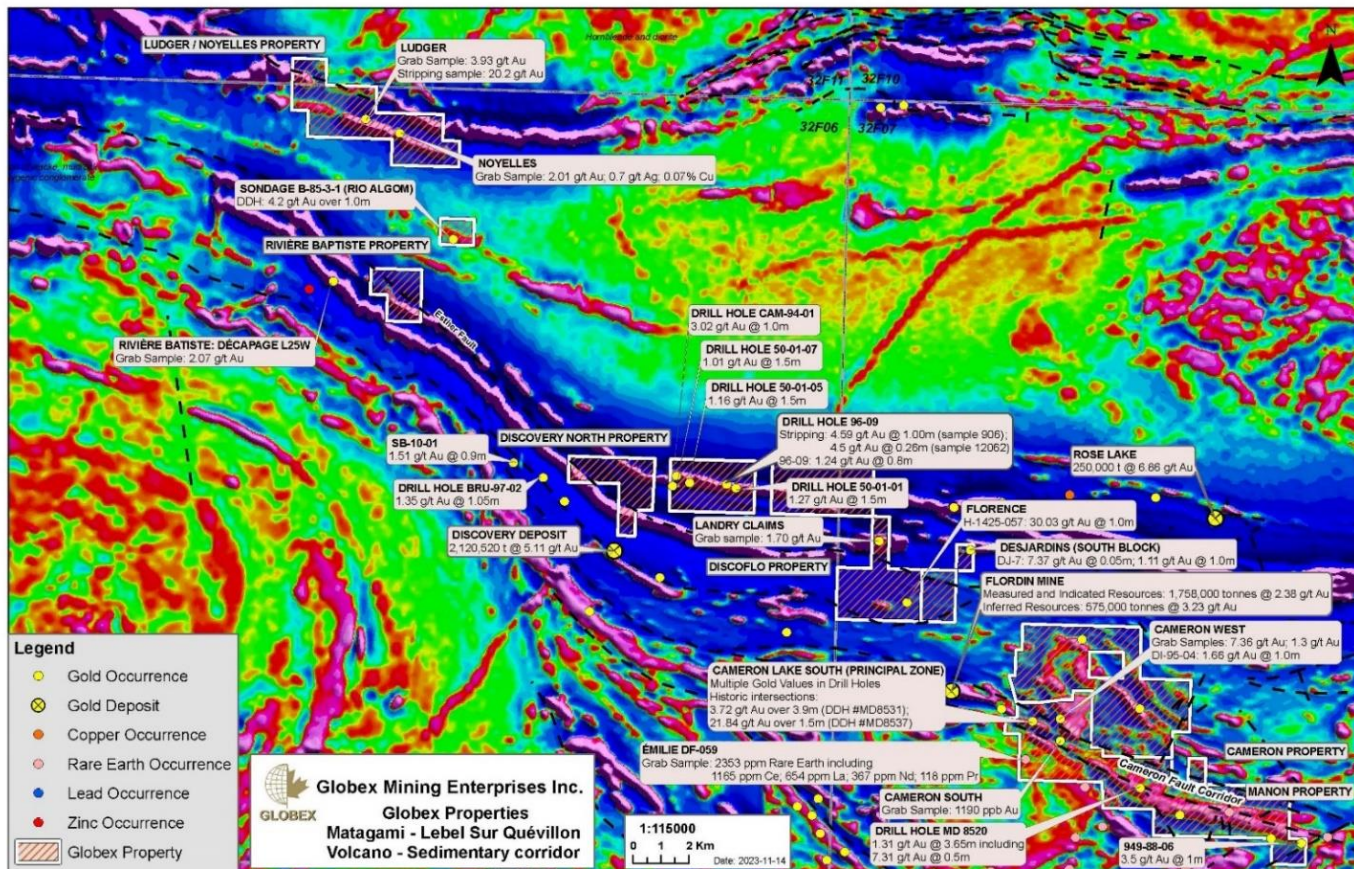 LUDGER / NOYELLES PROPERTY
LUDGER
Grab Sample: 3.93 g/t Au
Stripping sample: 20.2 g/t Au
Hornblende and diorite
N
32F11
32F10
32F06
32F07
NOYELLES
Grab Sample: 2.01 g/t Au; 0.7 g/t Ag; 0.07% Cu
SONDAGE B-85-3-1 (RIO ALGOM)
DDH: 4.2 g/t Au over 1.0m
RIVIÈRE BAPTISTE PROPERTY
Esther Fault
RIVIÈRE BATISTE: DÉCAPAGE L25W
Grab Sample: 2.07 g/t Au
DRILL HOLE CAM-94-01
3.02 g/t Au @ 1.0m
DRILL HOLE 50-01-07
1.01 g/t Au @ 1.5m
DRILL HOLE 50-01-05
1.16 g/t Au @ 1.5m
DRILL HOLE 96-09
Stripping: 4.59 g/t Au @ 1.00m (sample 906);
4.5 g/t Au @ 0.26m (sample 12062)
96-09: 1.24 g/t Au @ 0.8m
DISCOVERY NORTH PROPERTY
SB-10-01
1.51 g/t Au @ 0.9m
ROSE LAKE
250,000 t @ 6.86 g/t Au
DRILL HOLE BRU-97-02
1.35 g/t Au @ 1.05m
DRILL HOLE 50-01-01
1.27 g/t Au @ 1.5m
FLORENCE
H-1425-057: 30.03 g/t Au @ 1.0m
LANDRY CLAIMS
Grab sample: 1.70 g/t Au
DISCOVERY DEPOSIT
2,120,520 t @ 5.11 g/t Au
DISCOFLO PROPERTY
DESJARDINS (SOUTH BLOCK)
DJ-7: 7.37 g/t Au @ 0.05m; 1.11 g/t Au @ 1.0m
FLORDIN MINE
Measured and Indicated Resources: 1,758,000 tonnes @ 2.38 g/t Au
Inferred Resources: 575,000 tonnes @ 3.23 g/t Au
CAMERON WEST
Grab Samples: 7.36 g/t Au; 1.3 g/t Au
DI-95-04: 1.66 g/t Au @ 1.0m
CAMERON LAKE SOUTH (PRINCIPAL ZONE)
Multiple Gold Values in Drill Holes
Historic intersections:
3.72 g/t Au over 3.9m (DDH #MD8531);
21.84 g/t Au over 1.5m (DDH #MD8537)
ÉMILIE DF-059
Grab Sample: 2353 ppm Rare Earth including
1165 ppm Ce; 654 ppm La; 367 ppm Nd; 118 ppm Pr
CAMERON PROPERTY
MANON PROPERTY
Cameron Fault Corridor
CAMERON SOUTH
Grab Sample: 1190 ppb Au
DRILL HOLE MD 8520
1.31 g/t Au @ 3.65m including
7.31 g/t Au @ 0.5m
949-88-06
3.5 g/t Au @ 1m
Legend
Gold Occurrence
Gold Deposit
Copper Occurrence
Rare Earth Occurrence
Lead Occurrence
Zinc Occurrence
Globex Property
GLOBEX
Globex Mining Enterprises Inc.
Globex Properties
Matagami - Lebel Sur Quévillon
Volcano - Sedimentary corridor
1:115000
0 1 2 Km
Date: 2023-11-14